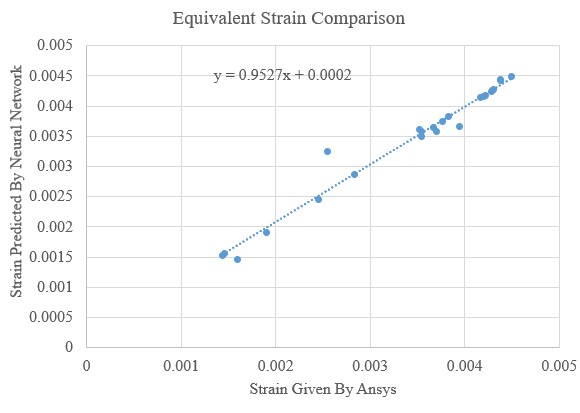 Equivalent Strain Comparison
0.005
0.0045
y = 0.9527x + 0.0002
0.004
0.0035
0.003
0.0025
0.002
0.0015
0.001
0.0005
0
Strain Predicted By Neural Network
0 0.001 0.002 0.003 0.004 0.005
Strain Given By Ansys